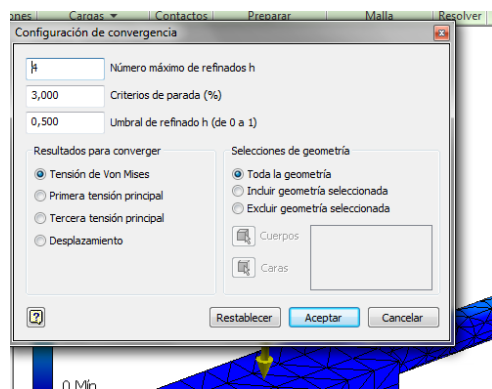 ones Cargas Contactos Preparar Malla Resolver
Configuración de convergencia
4 Número máximo de refinados h
3,000 Criterios de parada (%)
0,500 Umbral de refinado h (de 0 a 1)
Resultados para converger
Tensión de Von Mises
Primera tensión principal
Tercera tensión principal
Desplazamiento
Selecciones de geometría
Toda la geometría
Incluir geometría seleccionada
Excluir geometría seleccionada
Cuerpos
Caras
?
Restablecer Aceptar Cancelar
0 Mín